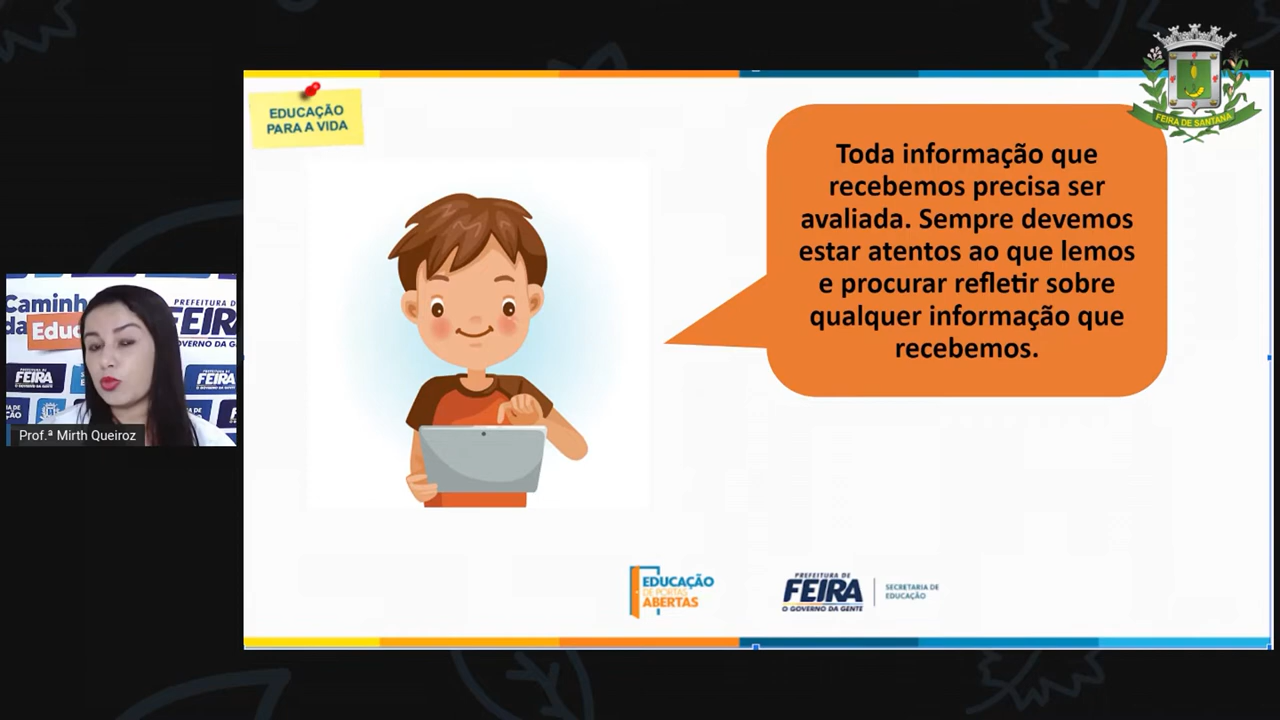 FEIRA DE SANTANA
EDUCAÇÃO
PARA A VIDA
Toda informação que
recebemos precisa ser
avaliada. Sempre devemos
estar atentos ao que lemos
e procurar refletir sobre
qualquer informação que
recebemos.
Caminh
da
Educ
PREFEITURA D
FEIRA
GOVERNO DA GENTE
FEIRA
FEIRA
Prof.ª Mirth Queiroz
EDUCAÇÃO
DE PORTAS
ABERTAS
PREFEITURA DE
FEIRA
O GOVERNO DA GENTE
SECRETARIA DE
EDUCAÇÃO